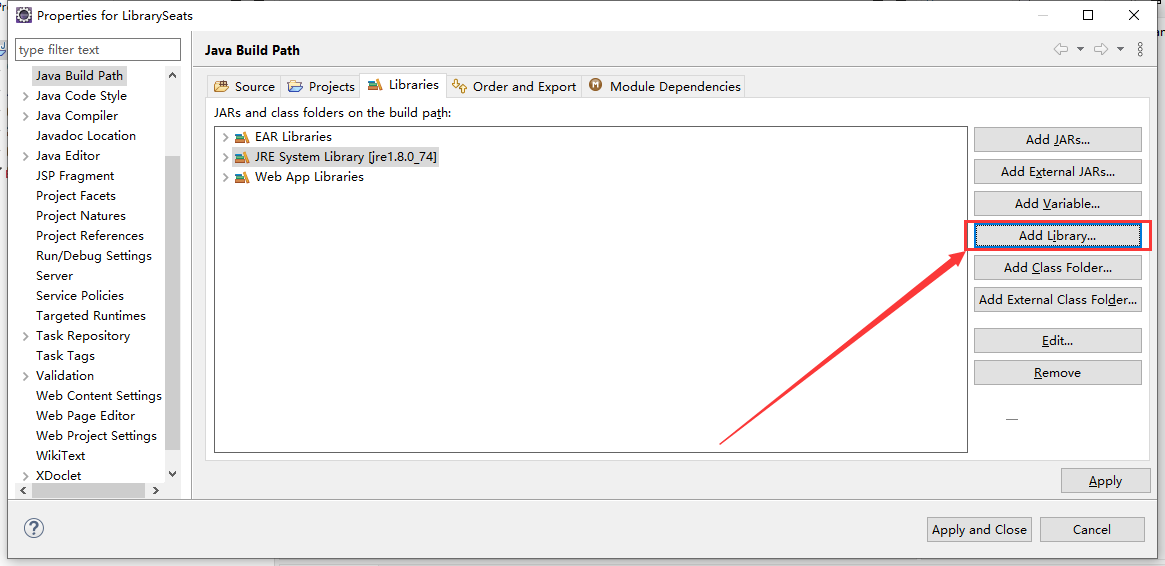 Properties for LibrarySeats
type filter text
Java Build Path
Java Code Style
Java Compiler
Javadoc Location
Java Editor
JSP Fragment
Project Facets
Project Natures
Project References
Run/Debug Settings
Server
Service Policies
Targeted Runtimes
Task Repository
Task Tags
Validation
Web Content Settings
Web Page Editor
Web Project Settings
WikiText
XDoclet
Java Build Path
Source Projects Libraries Order and Export Module Dependencies
JARs and class folders on the build path:
EAR Libraries
JRE System Library [jre1.8.0_74]
Web App Libraries
Add JARs...
Add External JARs...
Add Variable...
Add Library...
Add Class Folder...
Add External Class Folder...
Edit...
Remove
Apply
Apply and Close Cancel